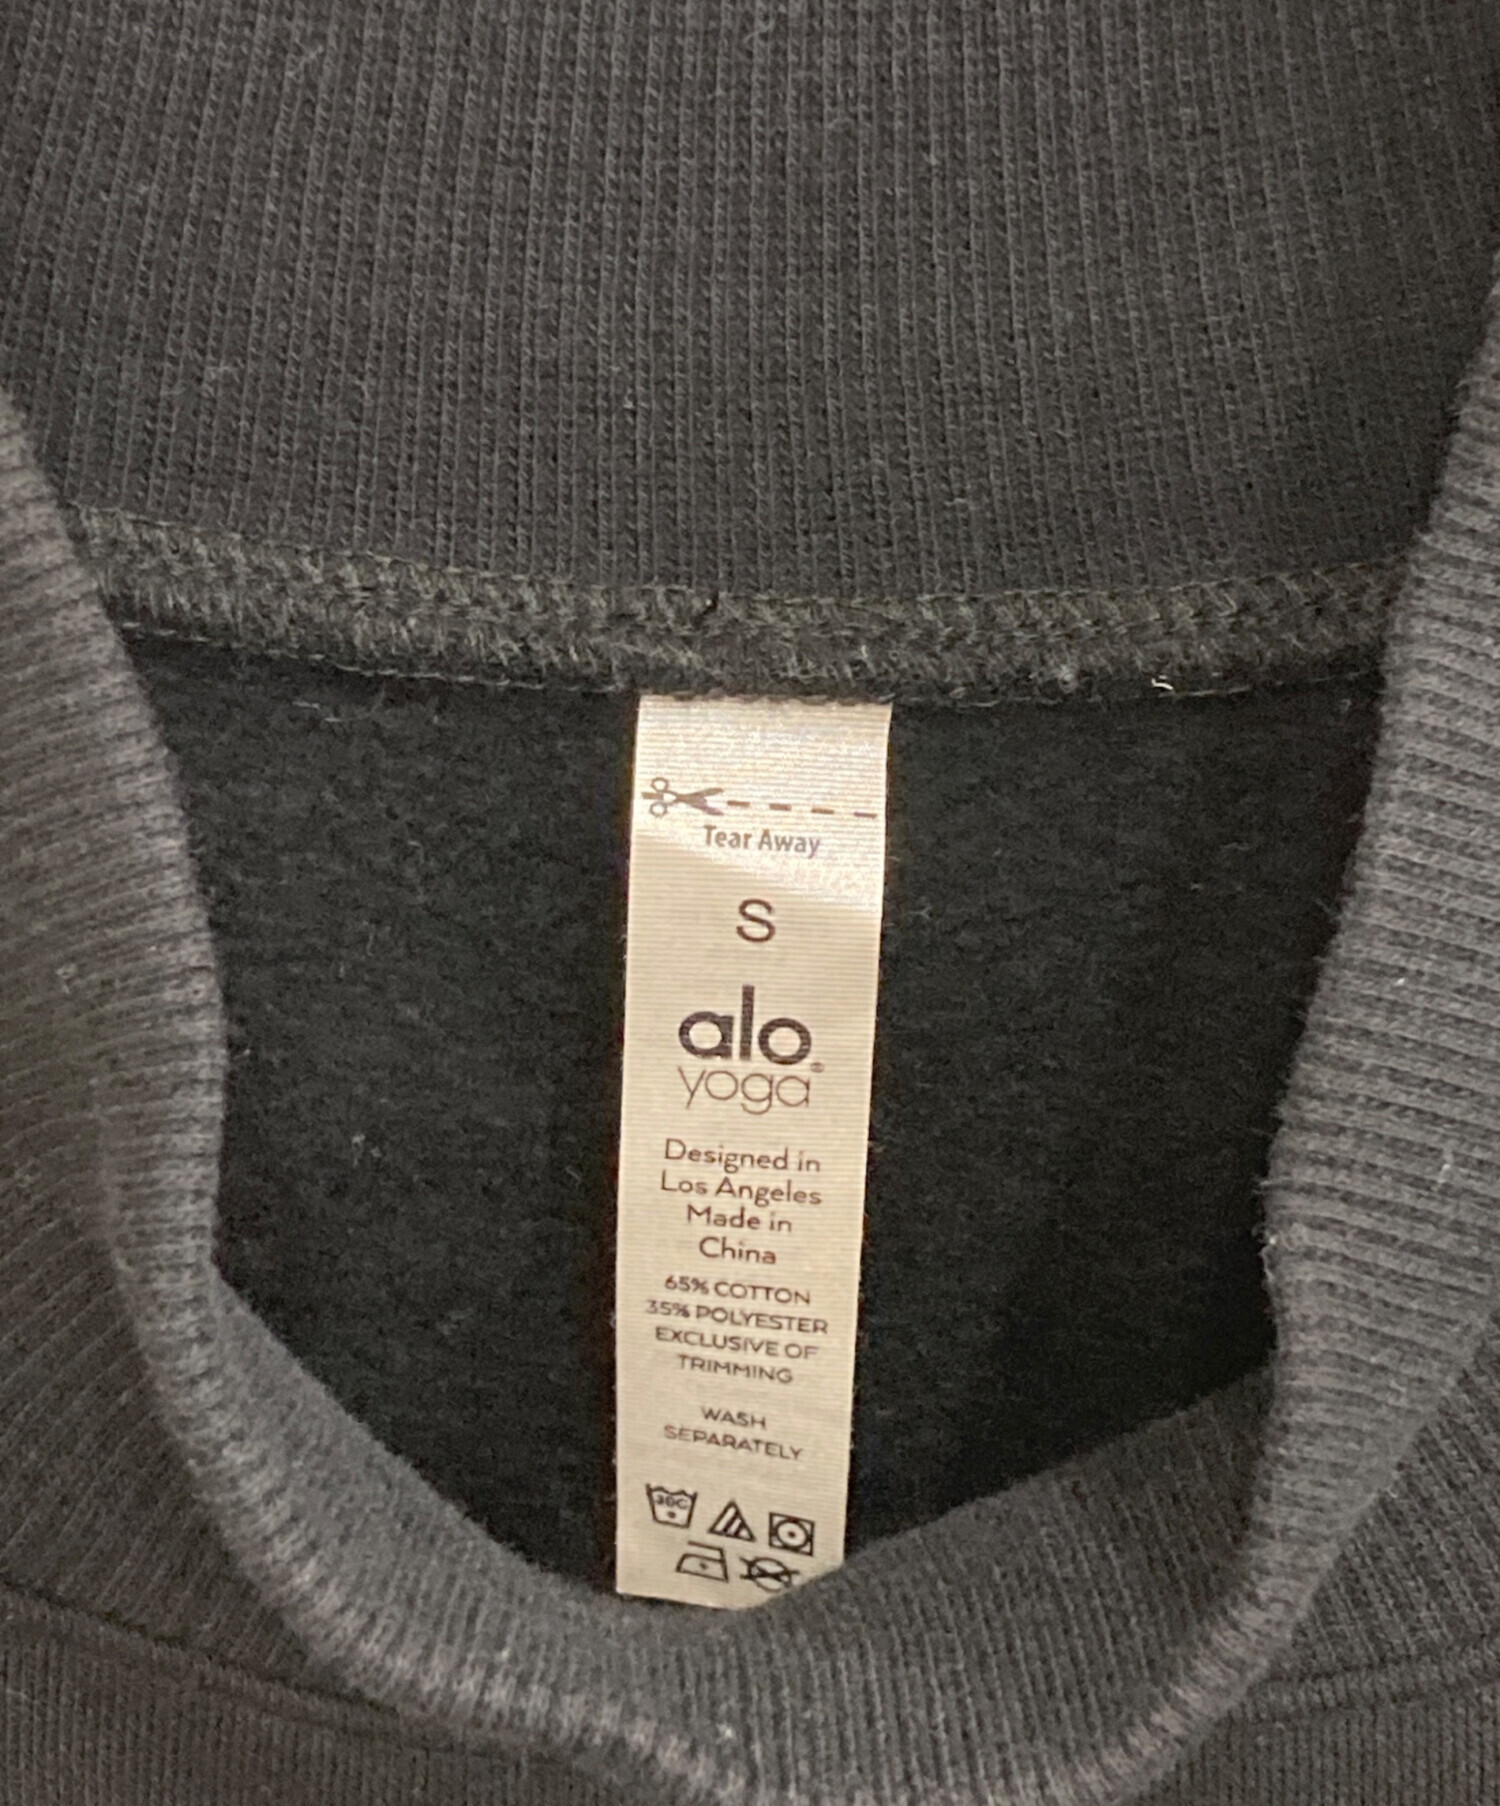 Tear Away
S
alo®
yoga
Designed in
Los Angeles
Made in
China
65% COTTON
35% POLYESTER
EXCLUSIVE OF
TRIMMING
WASH
SEPARATELY
30C